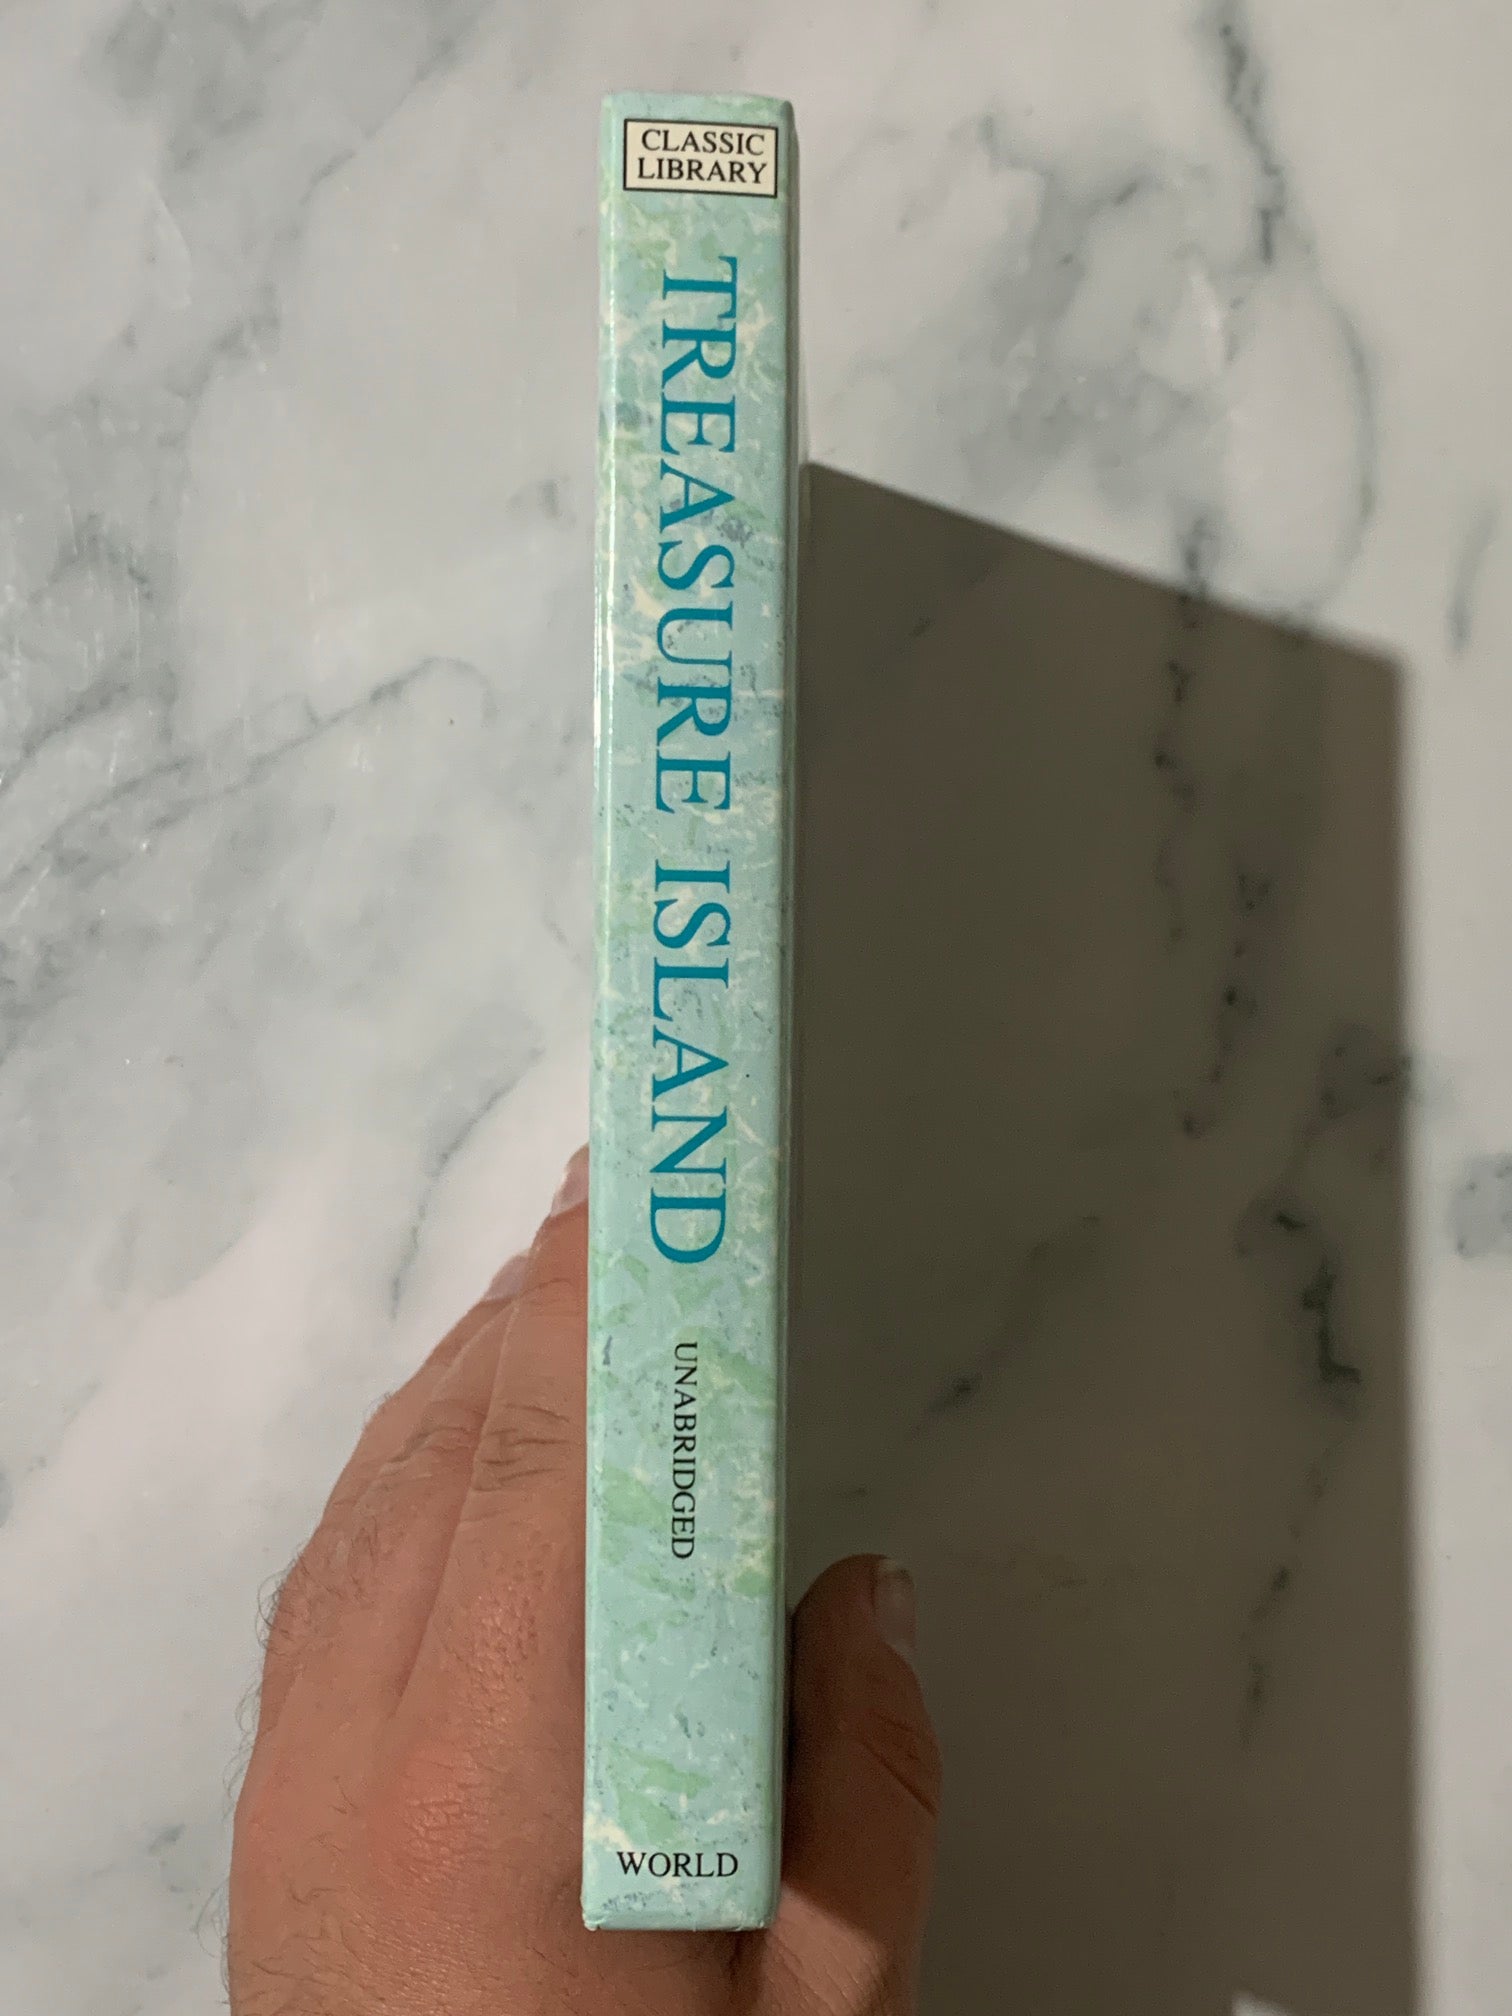 CLASSIC
LIBRARY
TREASURE ISLAND
UNABRIDGED
WORLD